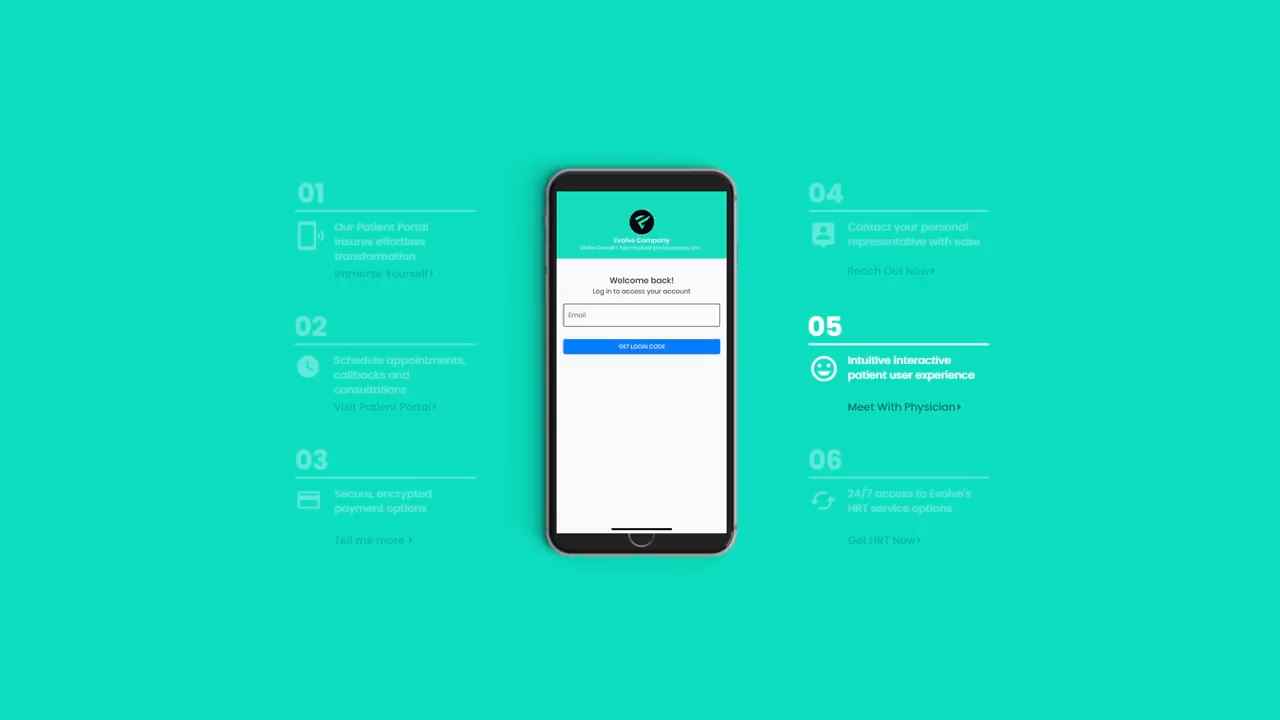 01
Our Patient Portal
insures effortless
transformation
Immerse Yourself
02
Schedule appointments,
callbacks and
consultations
Visit Patient Portal
03
Secure, encrypted
payment options
Tell me more
Evolve Company
Welcome back!
Log in to access your account
Email
GET LOGIN CODE
04
Contact your personal
representative with ease
Reach Out Now
05
Intuitive interactive
patient user experience
Meet With Physician
06
24/7 access to Evolve's
HRT service options
Get HRT Now